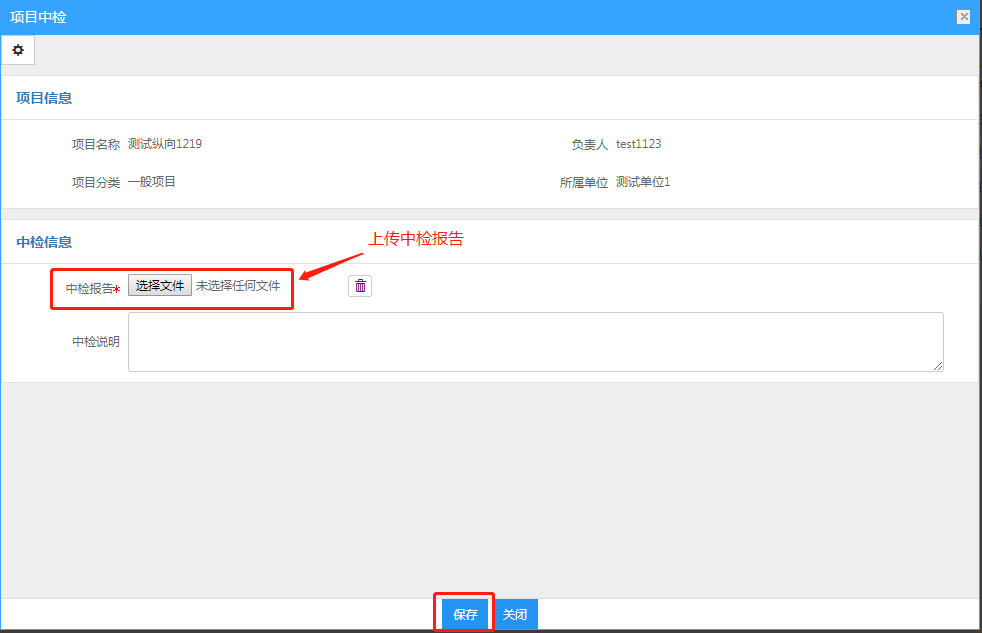 项目中检
项目信息
项目名称 测试纵向1219 负责人 test1123
项目分类 一般项目 所属单位 测试单位1
中检信息
上传中检报告
中检报告* 选择文件 未选择任何文件
中检说明
保存 关闭